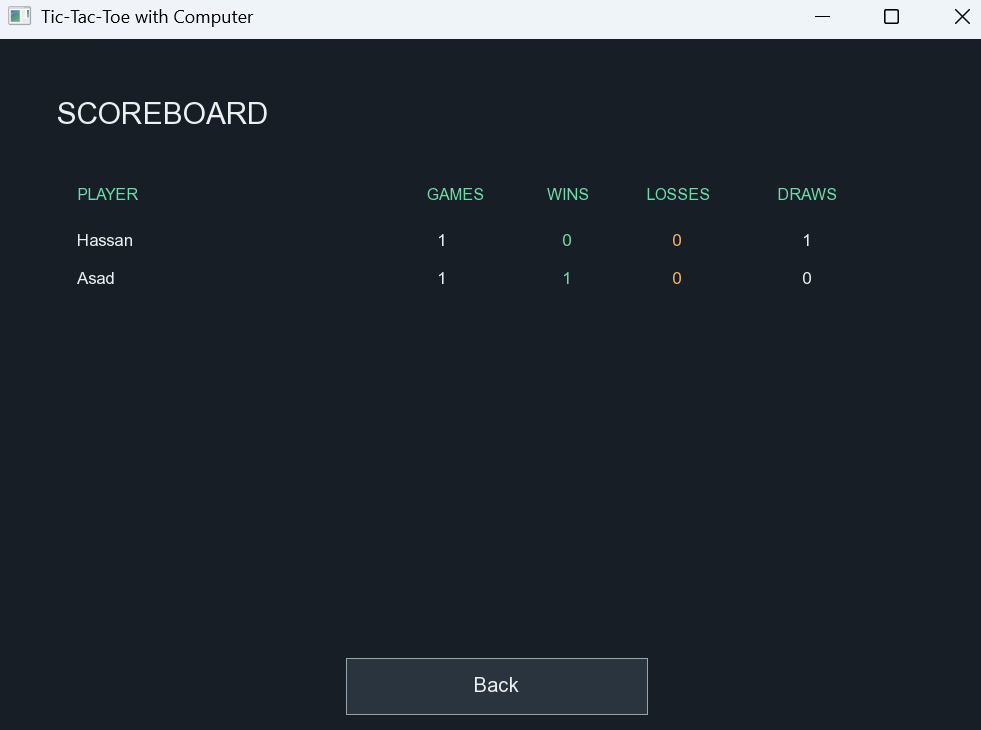 Tic-Tac-Toe with Computer
SCOREBOARD
PLAYER GAMES WINS LOSSES DRAWS
Hassan 1 0 0 1
Asad 1 1 0 0
Back